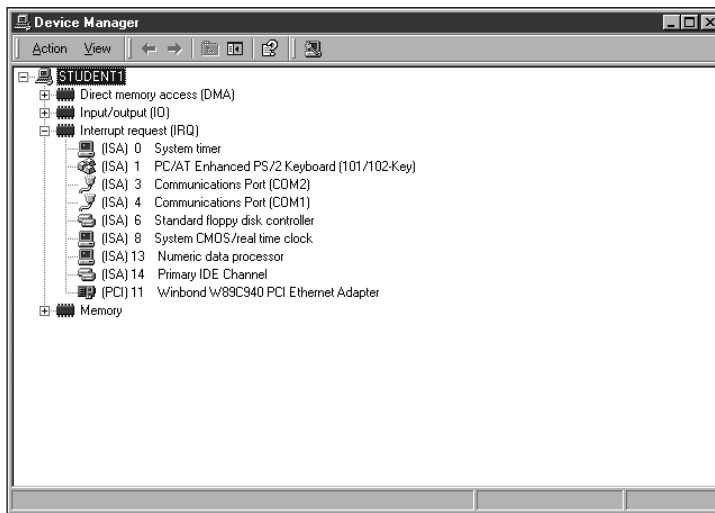 Device Manager
Action View
STUDENT1
Direct memory access (DMA)
Input/output (IO)
Interrupt request (IRQ)
(ISA) 0 System timer
(ISA) 1 PC/AT Enhanced PS/2 Keyboard (101/102-Key)
(ISA) 3 Communications Port (COM2)
(ISA) 4 Communications Port (COM1)
(ISA) 6 Standard floppy disk controller
(ISA) 8 System CMOS/real time clock
(ISA) 13 Numeric data processor
(ISA) 14 Primary IDE Channel
(PCI) 11 Winbond W89C940 PCI Ethernet Adapter
Memory